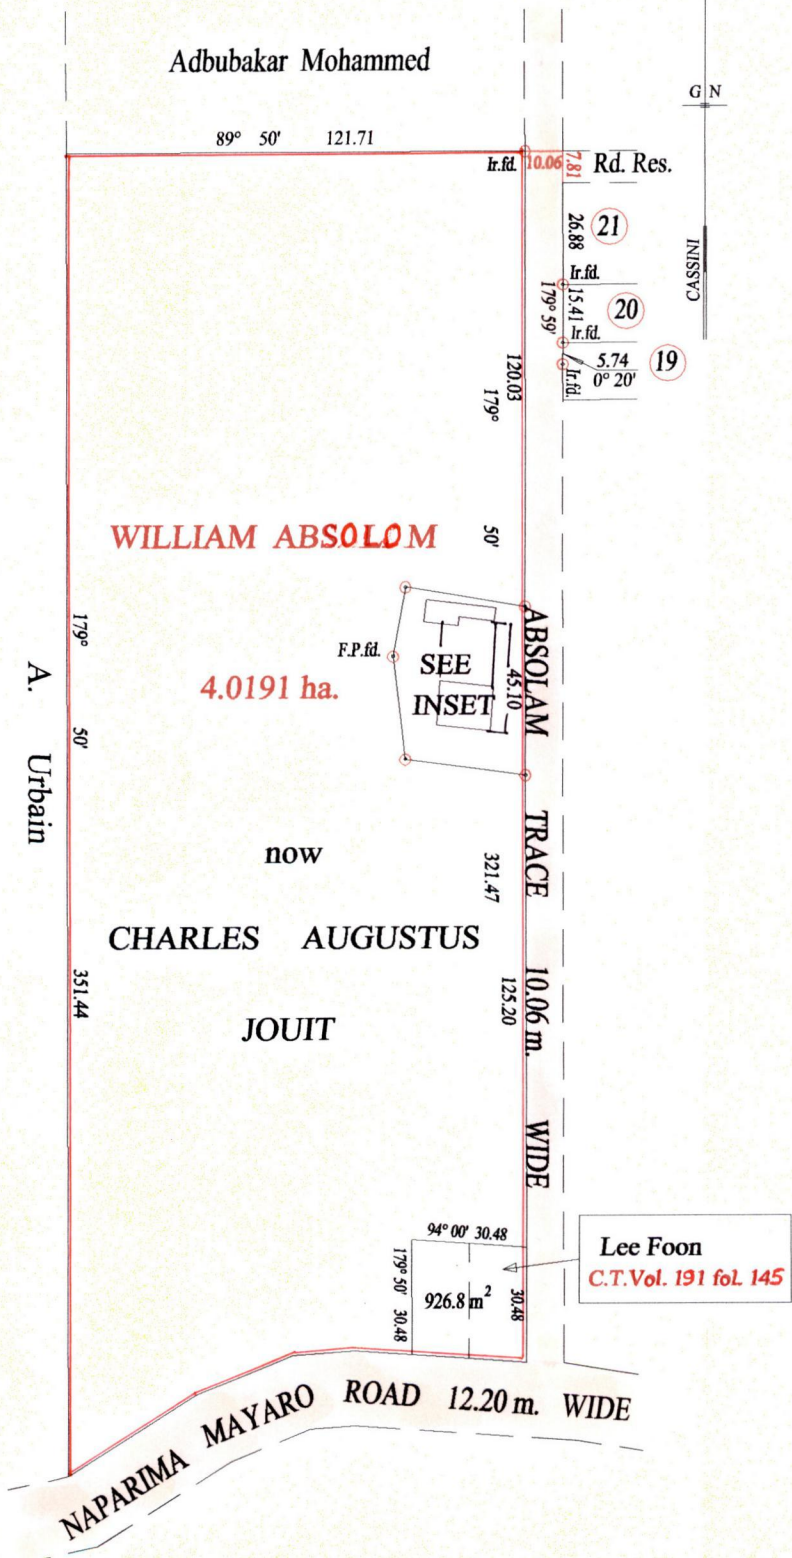 Adbubakar Mohammed
G N
89° 50' 121.71
Ir.fd.
10.06
7.81
Rd. Res.
26.88
21
CASSINI
Ir.fd.
15.41
20
179° 59'
Ir.fd.
5.74
0° 20'
19
Ir.fd.
120.03
179° 50'
WILLIAM ABSOLOM
F.P.fd.
SEE
INSET
45.10
4.0191 ha.
179° 50'
A. Urbain
ABSOLAM TRACE 10.06 m. WIDE
now
321.47
CHARLES AUGUSTUS
JOUIT
125.20
351.44
94° 00' 30.48
179° 50' 30.48
926.8 m²
30.48
Lee Foon
C.T.Vol. 191 fol. 145
NAPARIMA MAYARO ROAD 12.20 m. WIDE